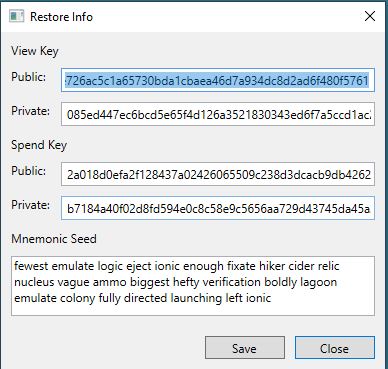 Restore Info
View Key
Public:
726ac5c1a65730bda1cbaea46d7a934dc8d2ad6f480f5761
Private:
085ed447ec6bcd5e65f4d126a3521830343ed6f7a5ccd1ac
Spend Key
Public:
2a018d0efa2f128437a02426065509c238d3dcacb9db4262
Private:
b7184a40f02d8fd594e0c8c58e9c5656aa729d43745da45a
Mnemonic Seed
fewest emulate logic eject ionic enough fixate hiker cider relic
nucleus vague ammo biggest hefty verification boldly lagoon
emulate colony fully directed launching left ionic
Save
Close